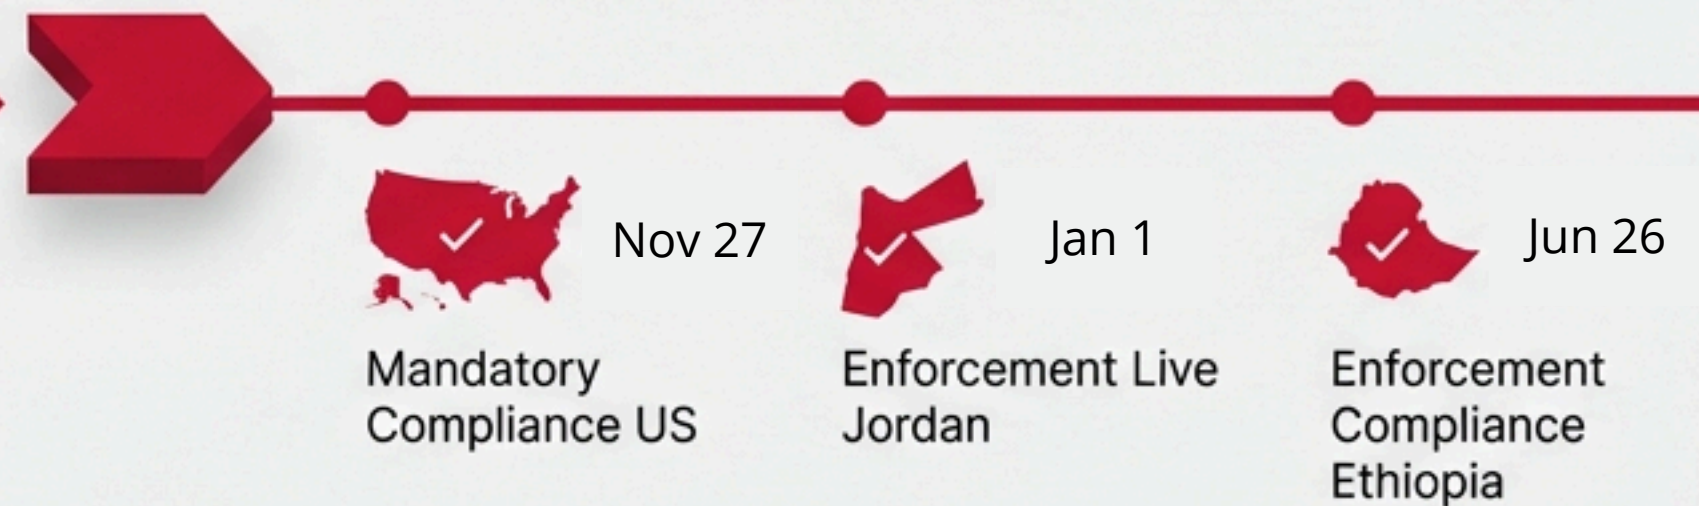 Nov 27
Jan 1
Jun 26
Mandatory
Compliance US
Enforcement Live
Jordan
Enforcement
Compliance
Ethiopia